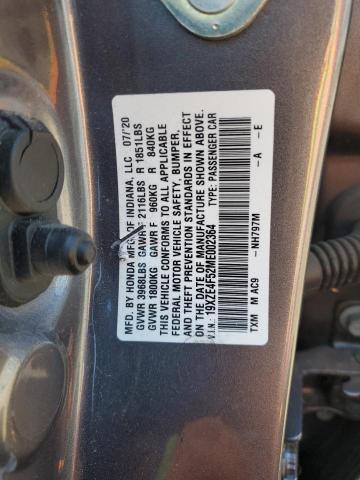 MFD. BY HONDA MFG. OF INDIANA, LLC 07/'20
GVWR 3968LBS GAWR F 2116LBS R 1851LBS
GVWR 1800KG GAWR F 960KG R 840KG
THIS VEHICLE CONFORMS TO ALL APPLICABLE
FEDERAL MOTOR VEHICLE SAFETY, BUMPER,
AND THEFT PREVENTION STANDARDS IN EFFECT
ON THE DATE OF MANUFACTURE SHOWN ABOVE.
V.I.N.: 19XZE4F52ME002364 TYPE: PASSENGER CAR
NH797M -A -E
TXM M AC9